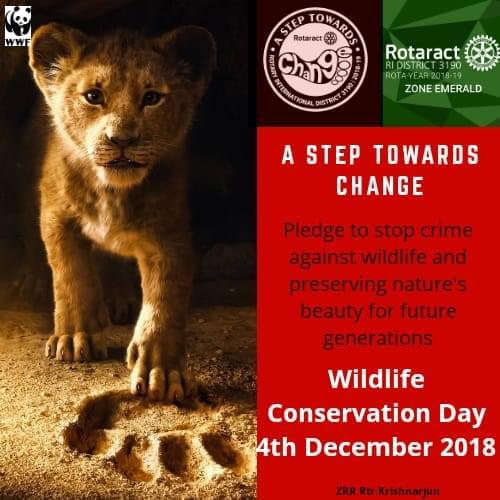 WWF
A STEP TOWARDS
Rotaract
Change
ROTARY INTERNATIONAL DISTRICT 3190 2018-19
Rotaract
RI DISTRICT 3190
ROTA-YEAR 2018-19
ZONE EMERALD
A STEP TOWARDS
CHANGE
Pledge to stop crime
against wildlife and
preserving nature's
beauty for future
generations
Wildlife
Conservation Day
4th December 2018
ZRR Rtr.Krishnarjun